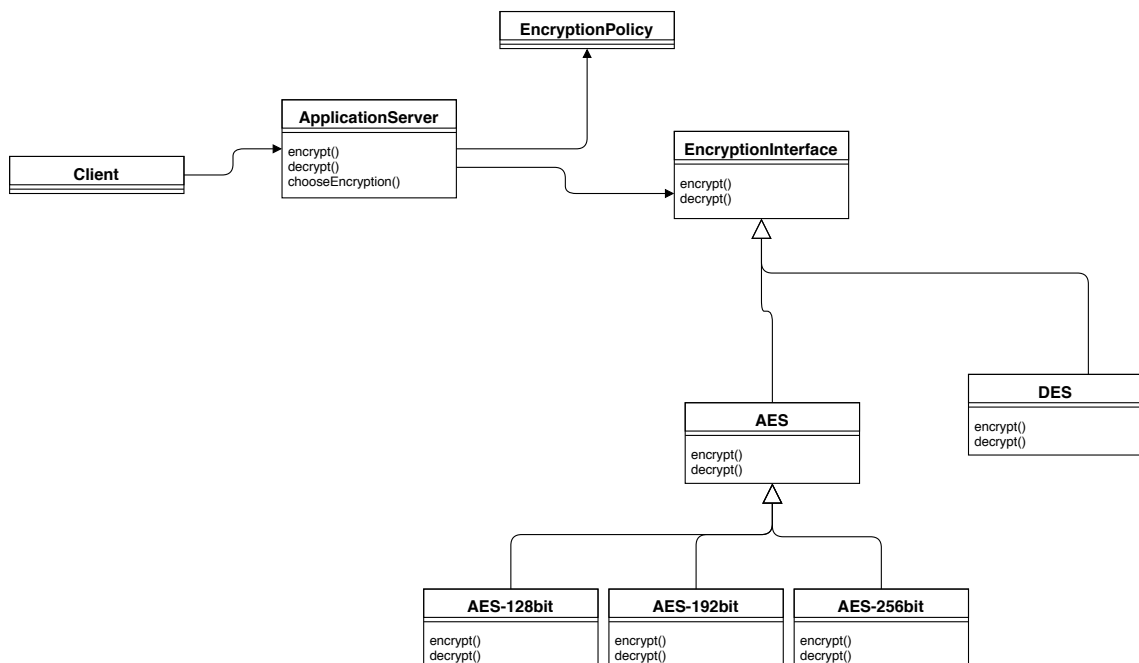 EncryptionPolicy
ApplicationServer
encrypt()
decrypt()
chooseEncryption()
Client
EncryptionInterface
encrypt()
decrypt()
AES
encrypt()
decrypt()
DES
encrypt()
decrypt()
AES-128bit
encrypt()
decrypt()
AES-192bit
encrypt()
decrypt()
AES-256bit
encrypt()
decrypt()